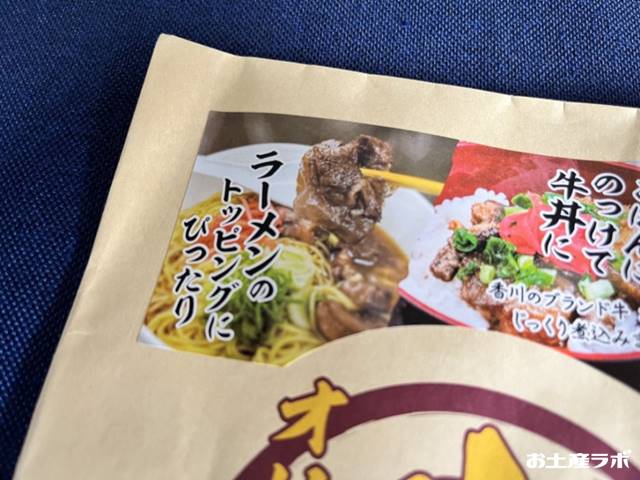 ラーメンの
トッピングに
ぴったり
のっけて
牛丼に
香川のブランド牛
じっくり煮込み
オリ
お土産ラボ